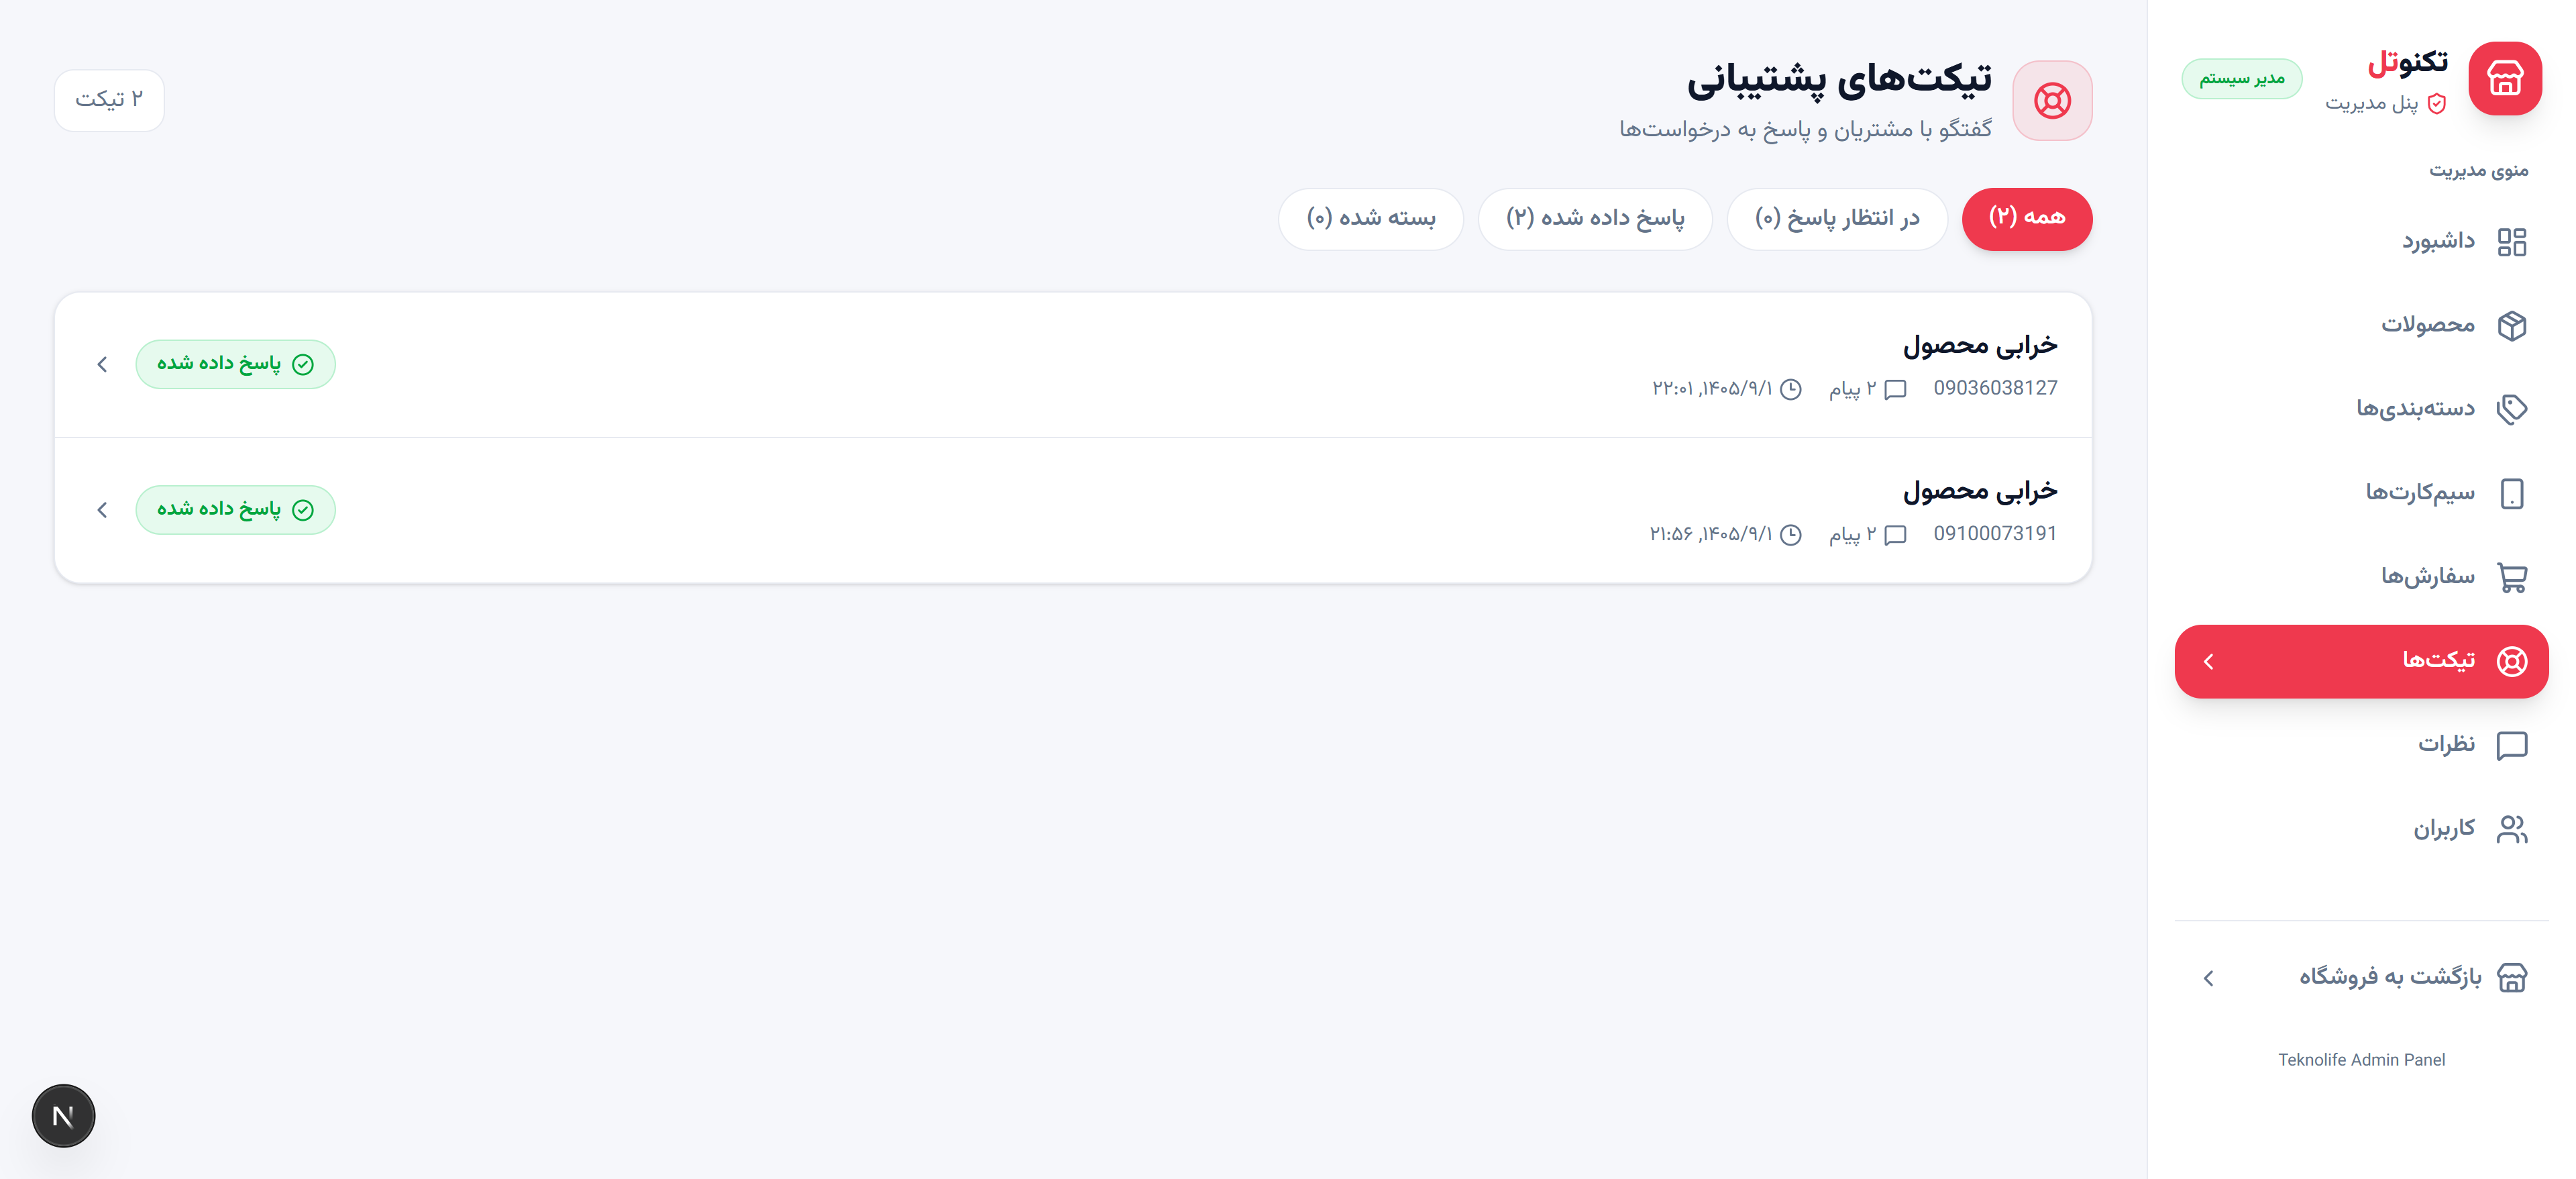 تکنوتل
پنل مدیریت
مدیر سیستم
منوی مدیریت
داشبورد
محصولات
دسته‌بندی‌ها
سیم‌کارت‌ها
سفارش‌ها
تیکت‌ها
نظرات
کاربران
بازگشت به فروشگاه
Teknolife Admin Panel
تیکت‌های پشتیبانی
گفتگو با مشتریان و پاسخ به درخواست‌ها
۲ تیکت
همه (۲)
در انتظار پاسخ (۰)
پاسخ داده شده (۲)
بسته شده (۰)
خرابی محصول
09036038127 ۲ پیام ۱۴۰۵/۹/۱, ۲۲:۰۱
پاسخ داده شده
خرابی محصول
09100073191 ۲ پیام ۱۴۰۵/۹/۱, ۲۱:۵۶
پاسخ داده شده
N